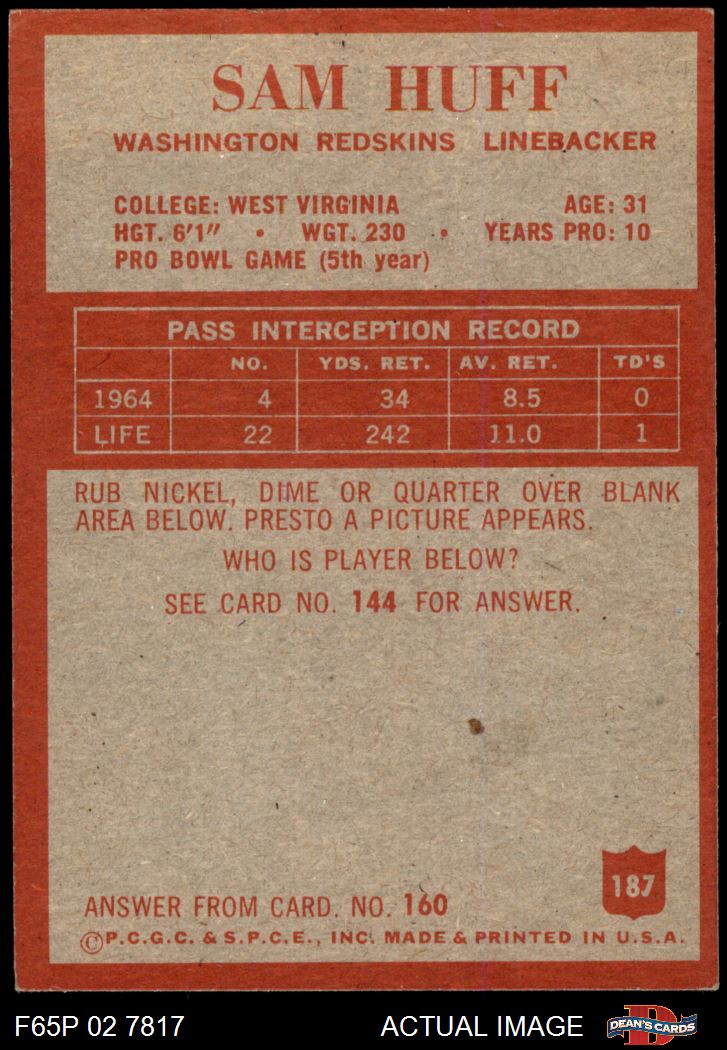 SAM HUFF
WASHINGTON REDSKINS LINEBACKER
COLLEGE: WEST VIRGINIA AGE: 31
HGT. 6'1" • WGT. 230 • YEARS PRO: 10
PRO BOWL GAME (5th year)
PASS INTERCEPTION RECORD
NO. YDS. RET. AV. RET. TD'S
1964 4 34 8.5 0
LIFE 22 242 11.0 1
RUB NICKEL, DIME OR QUARTER OVER BLANK
AREA BELOW. PRESTO A PICTURE APPEARS.
WHO IS PLAYER BELOW?
SEE CARD NO. 144 FOR ANSWER.
187
ANSWER FROM CARD. NO. 160
©P.C.G.C. & S.P.C.E., INC. MADE & PRINTED IN U.S.A.
F65P 02 7817 ACTUAL IMAGE DEAN'S CARDS